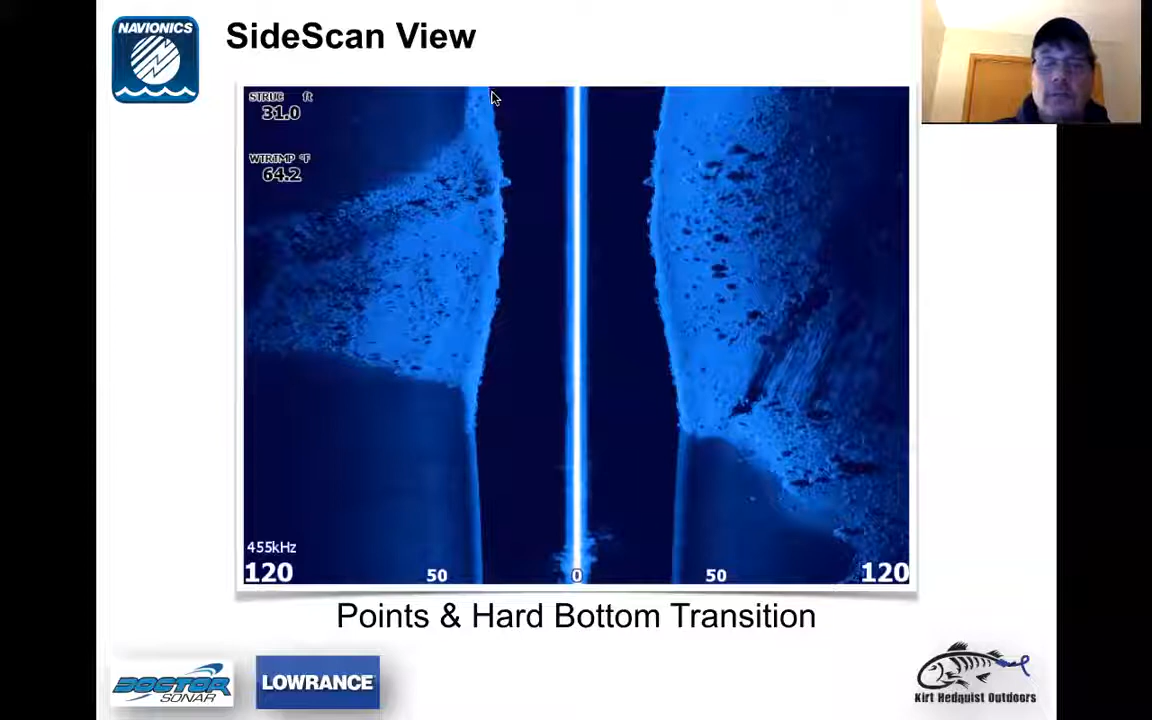 NAVIONICS
SideScan View
STRUC ft
31.0
WTRTMP °F
64.2
455kHz
120 50 0 50 120
Points & Hard Bottom Transition
DOCTOR
SONAR
LOWRANCE
Kirt Hedquist Outdoors